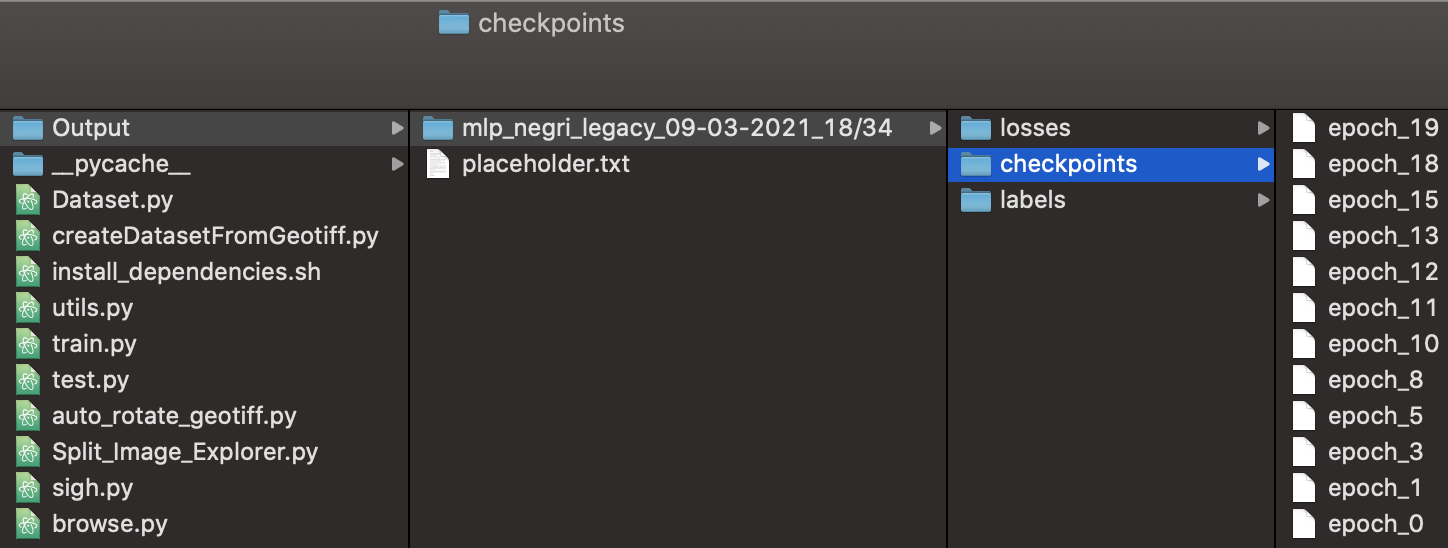 checkpoints
Output
__pycache__
Dataset.py
createDatasetFromGeotiff.py
install_dependencies.sh
utils.py
train.py
test.py
auto_rotate_geotiff.py
Split_Image_Explorer.py
sigh.py
browse.py
mlp_negri_legacy_09-03-2021_18/34
placeholder.txt
losses
checkpoints
labels
epoch_19
epoch_18
epoch_15
epoch_13
epoch_12
epoch_11
epoch_10
epoch_8
epoch_5
epoch_3
epoch_1
epoch_0